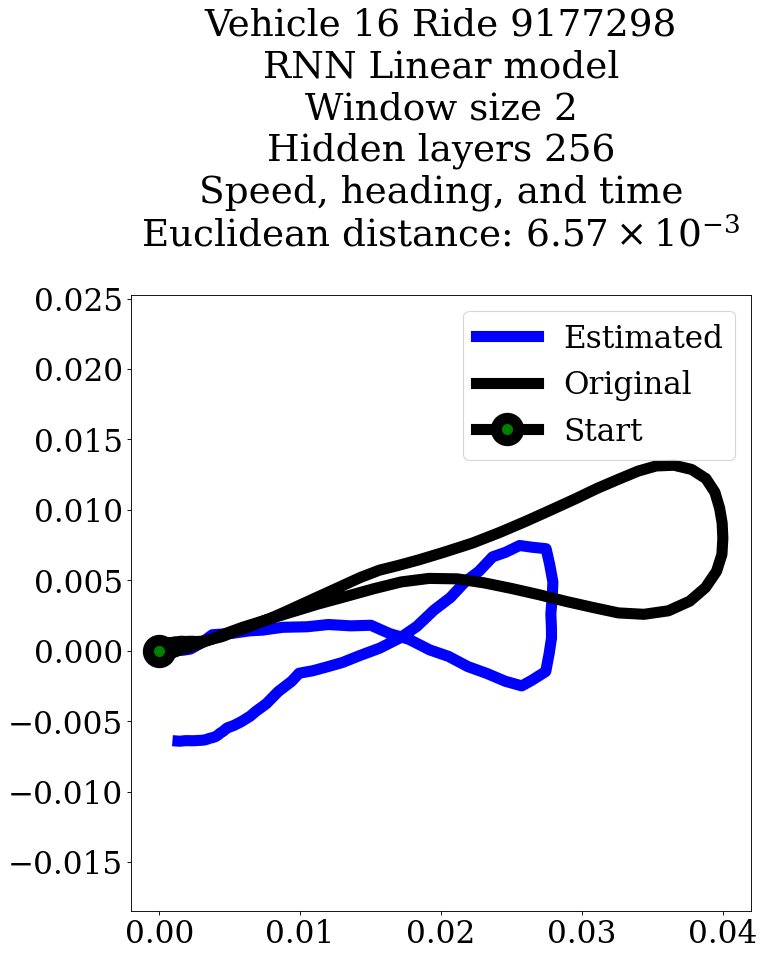 Vehicle 16 Ride 9177298
RNN Linear model
Window size 2
Hidden layers 256
Speed, heading, and time
Euclidean distance: 6.57 × 10⁻³
0.025
0.020
0.015
0.010
0.005
0.000
−0.005
−0.010
−0.015
Estimated
Original
Start
0.00 0.01 0.02 0.03 0.04